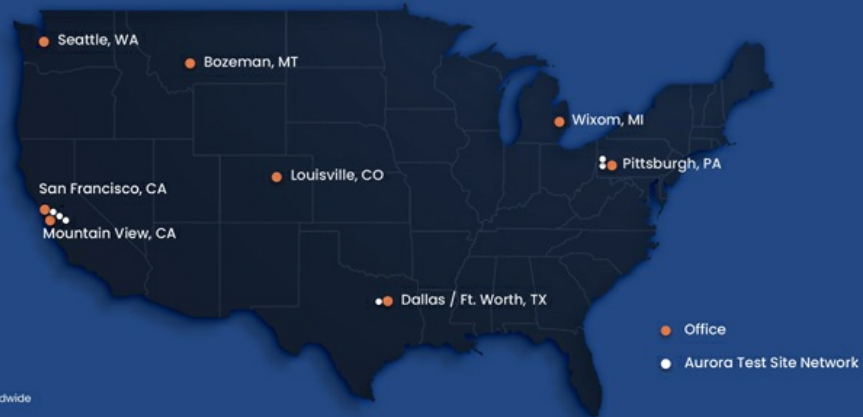 Seattle, WA
Bozeman, MT
Wixom, MI
Pittsburgh, PA
Louisville, CO
San Francisco, CA
Mountain View, CA
Dallas / Ft. Worth, TX
Office
Aurora Test Site Network
dwide